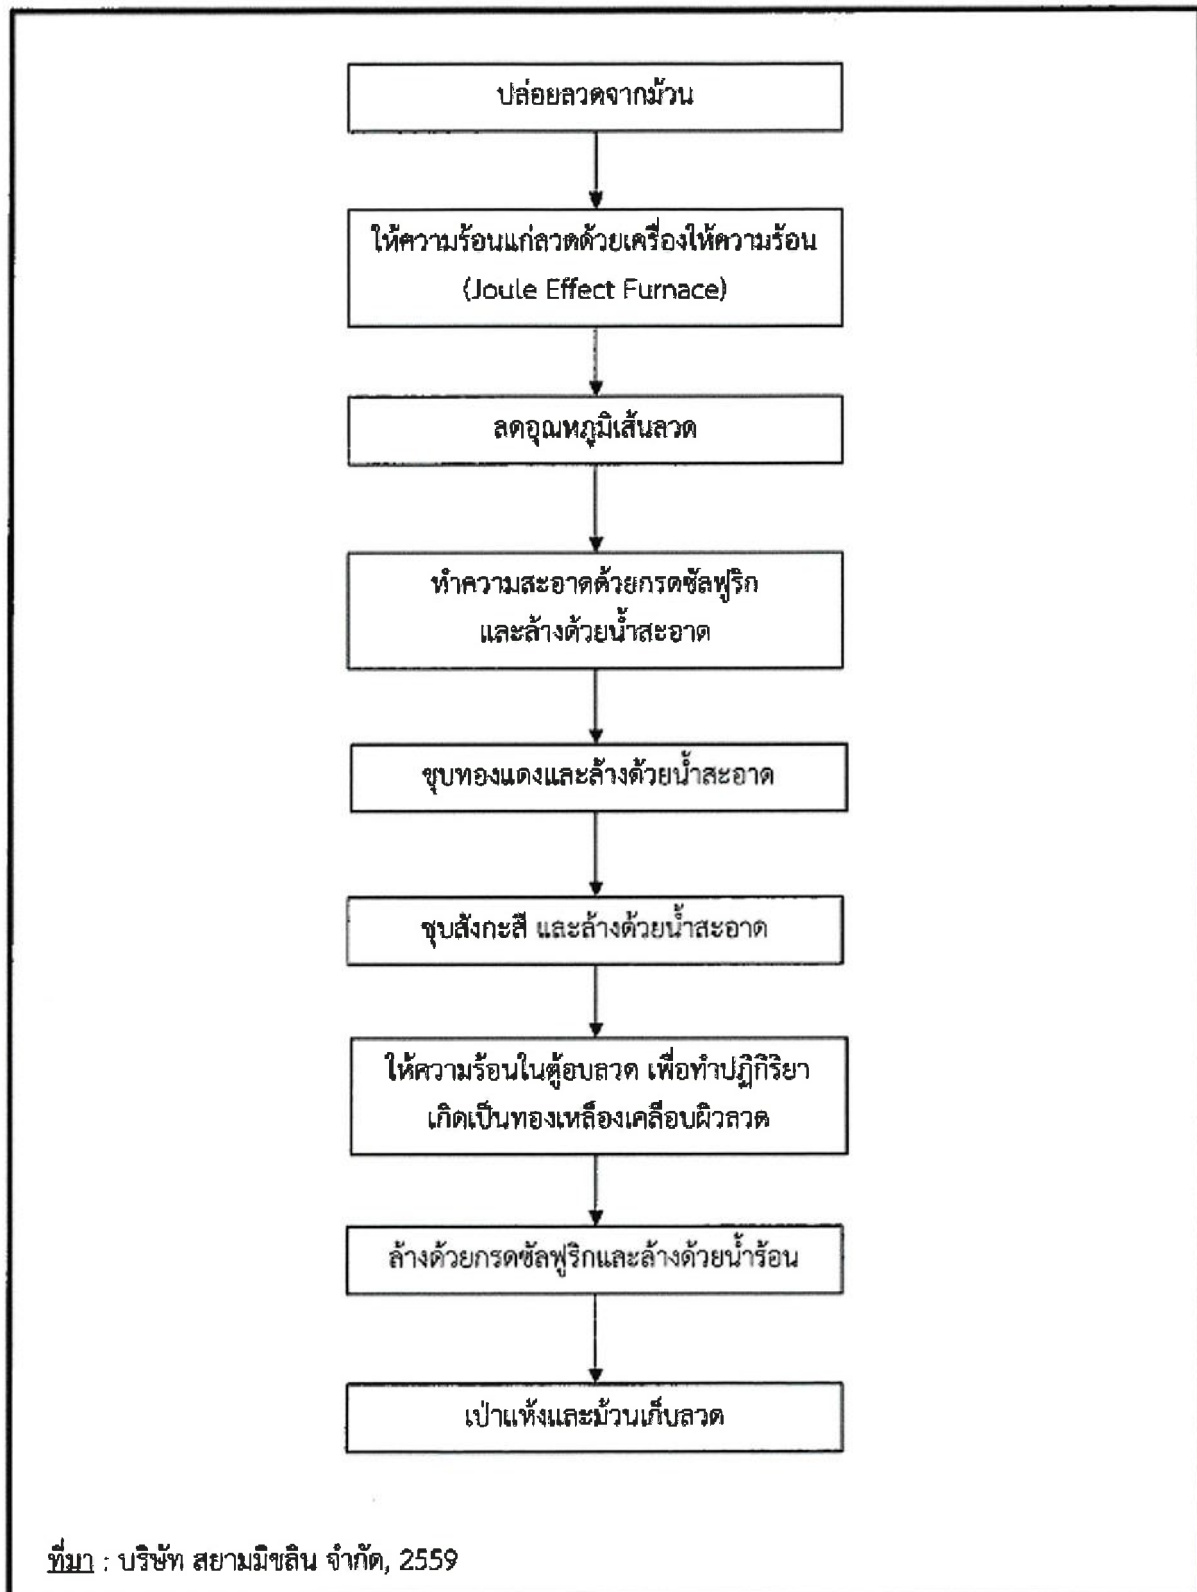 ปล่อยลวดจากม้วน
ให้ความร้อนแก่ลวดด้วยเครื่องให้ความร้อน
(Joule Effect Furnace)
ลดอุณหภูมิเส้นลวด
ทำความสะอาดด้วยกรดซัลฟูริก
และล้างด้วยน้ำสะอาด
ชุบทองแดงและล้างด้วยน้ำสะอาด
ชุบสังกะสี และล้างด้วยน้ำสะอาด
ให้ความร้อนในตู้อบลวด เพื่อทำปฏิกิริยา
เกิดเป็นทองเหลืองเคลือบผิวลวด
ล้างด้วยกรดซัลฟูริกและล้างด้วยน้ำร้อน
เป่าแห้งและม้วนเก็บลวด
ที่มา : บริษัท สยามมิชลิน จำกัด, 2559